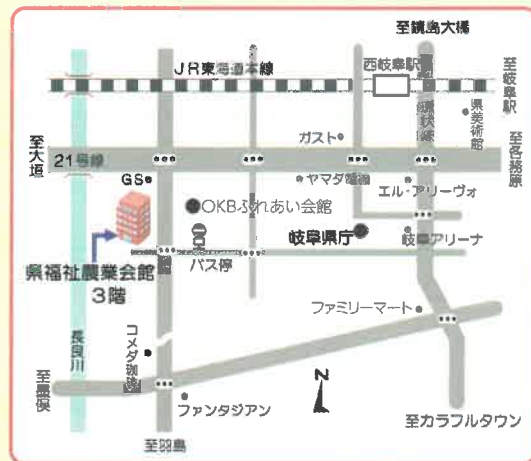 至鏡島大橋
JR東海道本線
西岐阜駅
至岐阜駅
環状線
県美術館
ガスト
至大垣
21号線
至各務原
GS
ヤマダ電機
エル・アリーヴォ
OKBふれあい会館
岐阜県庁
岐阜アリーナ
バス停
県福祉農業会館
3階
ファミリーマート
長良川
コメダ珈琲
N
至墨俣
ファンタジアン
至カラフルタウン
至羽島